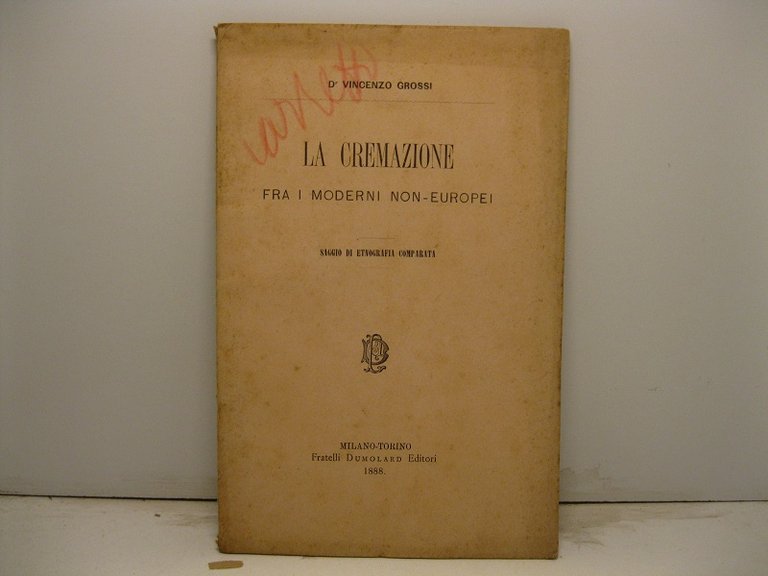 Dr VINCENZO GROSSI
LA CREMAZIONE
FRA I MODERNI NON-EUROPEI
SAGGIO DI ETNOGRAFIA COMPARATA
MILANO-TORINO
Fratelli DUMOLARD Editori
1888.